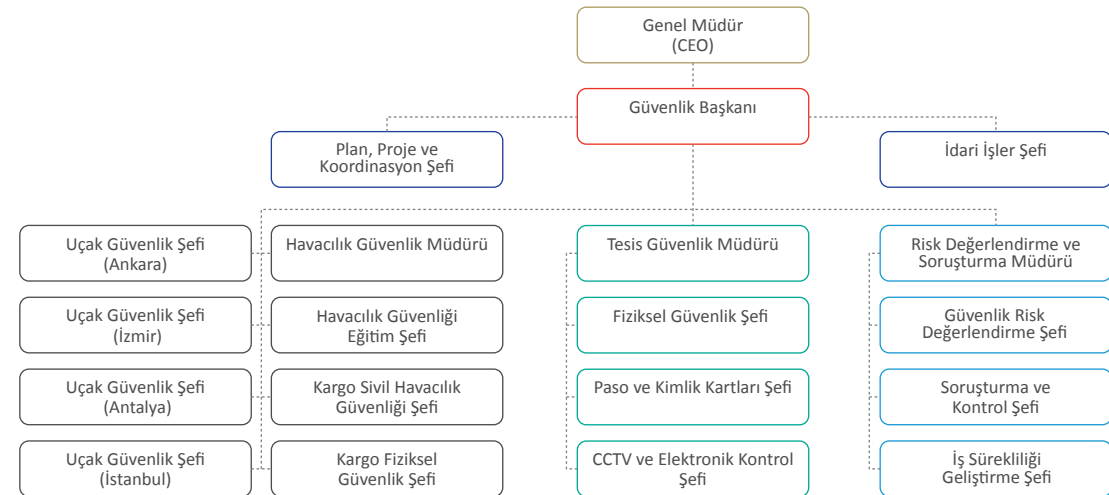 Genel Müdür
(CEO)
Güvenlik Başkanı
Plan, Proje ve
Koordinasyon Şefi
İdari İşler Şefi
Uçak Güvenlik Şefi
(Ankara)
Havacılık Güvenlik Müdürü
Tesis Güvenlik Müdürü
Risk Değerlendirme ve
Soruşturma Müdürü
Uçak Güvenlik Şefi
(İzmir)
Havacılık Güvenliği
Eğitim Şefi
Fiziksel Güvenlik Şefi
Güvenlik Risk
Değerlendirme Şefi
Uçak Güvenlik Şefi
(Antalya)
Kargo Sivil Havacılık
Güvenliği Şefi
Paso ve Kimlik Kartları Şefi
Soruşturma ve
Kontrol Şefi
Uçak Güvenlik Şefi
(İstanbul)
Kargo Fiziksel
Güvenlik Şefi
CCTV ve Elektronik Kontrol
Şefi
İş Sürekliliği
Geliştirme Şefi